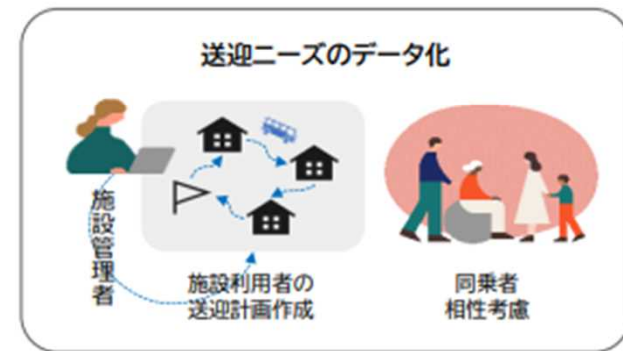 送迎ニーズのデータ化
施設管理者
施設利用者の
送迎計画作成
同乗者
相性考慮